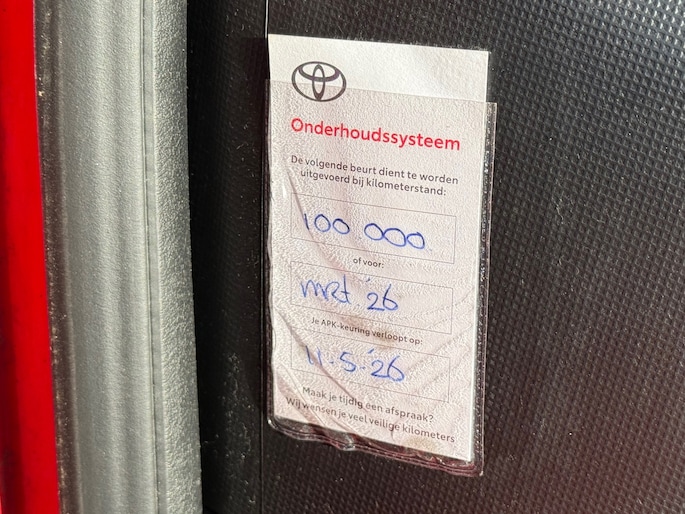 Onderhoudssysteem
De volgende beurt dient te worden
uitgevoerd bij kilometerstand:
100.000.
of voor:
mrt. '26
Je APK-keuring verloopt op:
11-5-'26
Maak je tijdig een afspraak?
Wij wensen je veel veilige kilometers